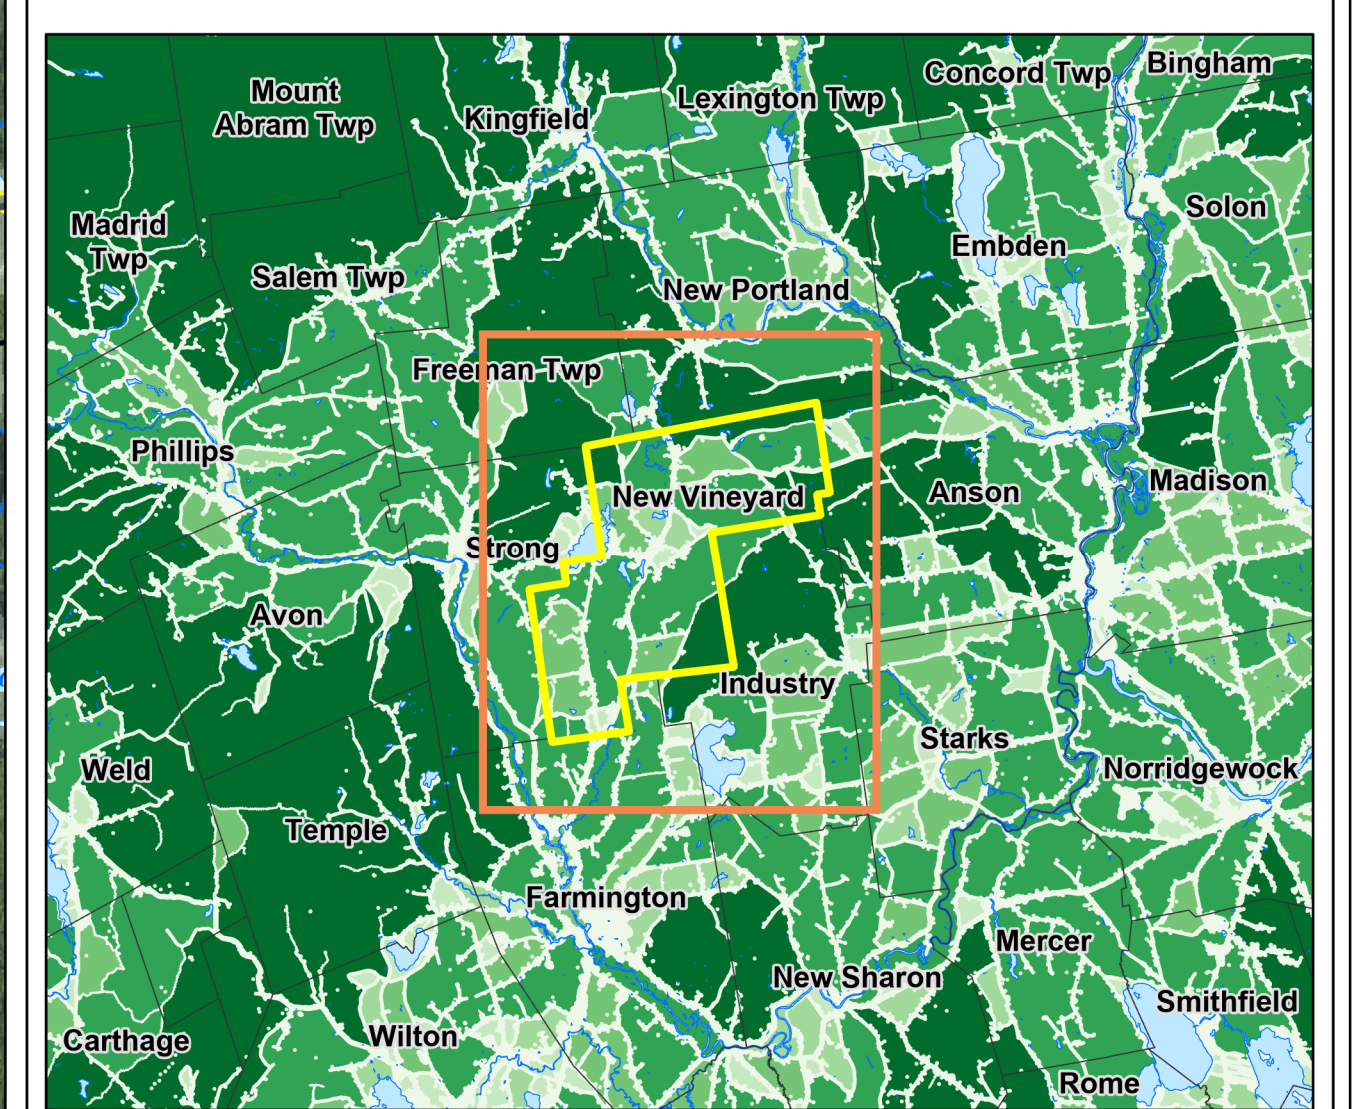 Concord Twp
Bingham
Mount
Abram Twp
Lexington Twp
Kingfield
Madrid
Twp
Solon
Embden
Salem Twp
New Portland
Freeman Twp
Phillips
New Vineyard
Anson
Madison
Strong
Avon
Industry
Starks
Weld
Norridgewock
Temple
Farmington
Mercer
New Sharon
Smithfield
Carthage
Wilton
Rome